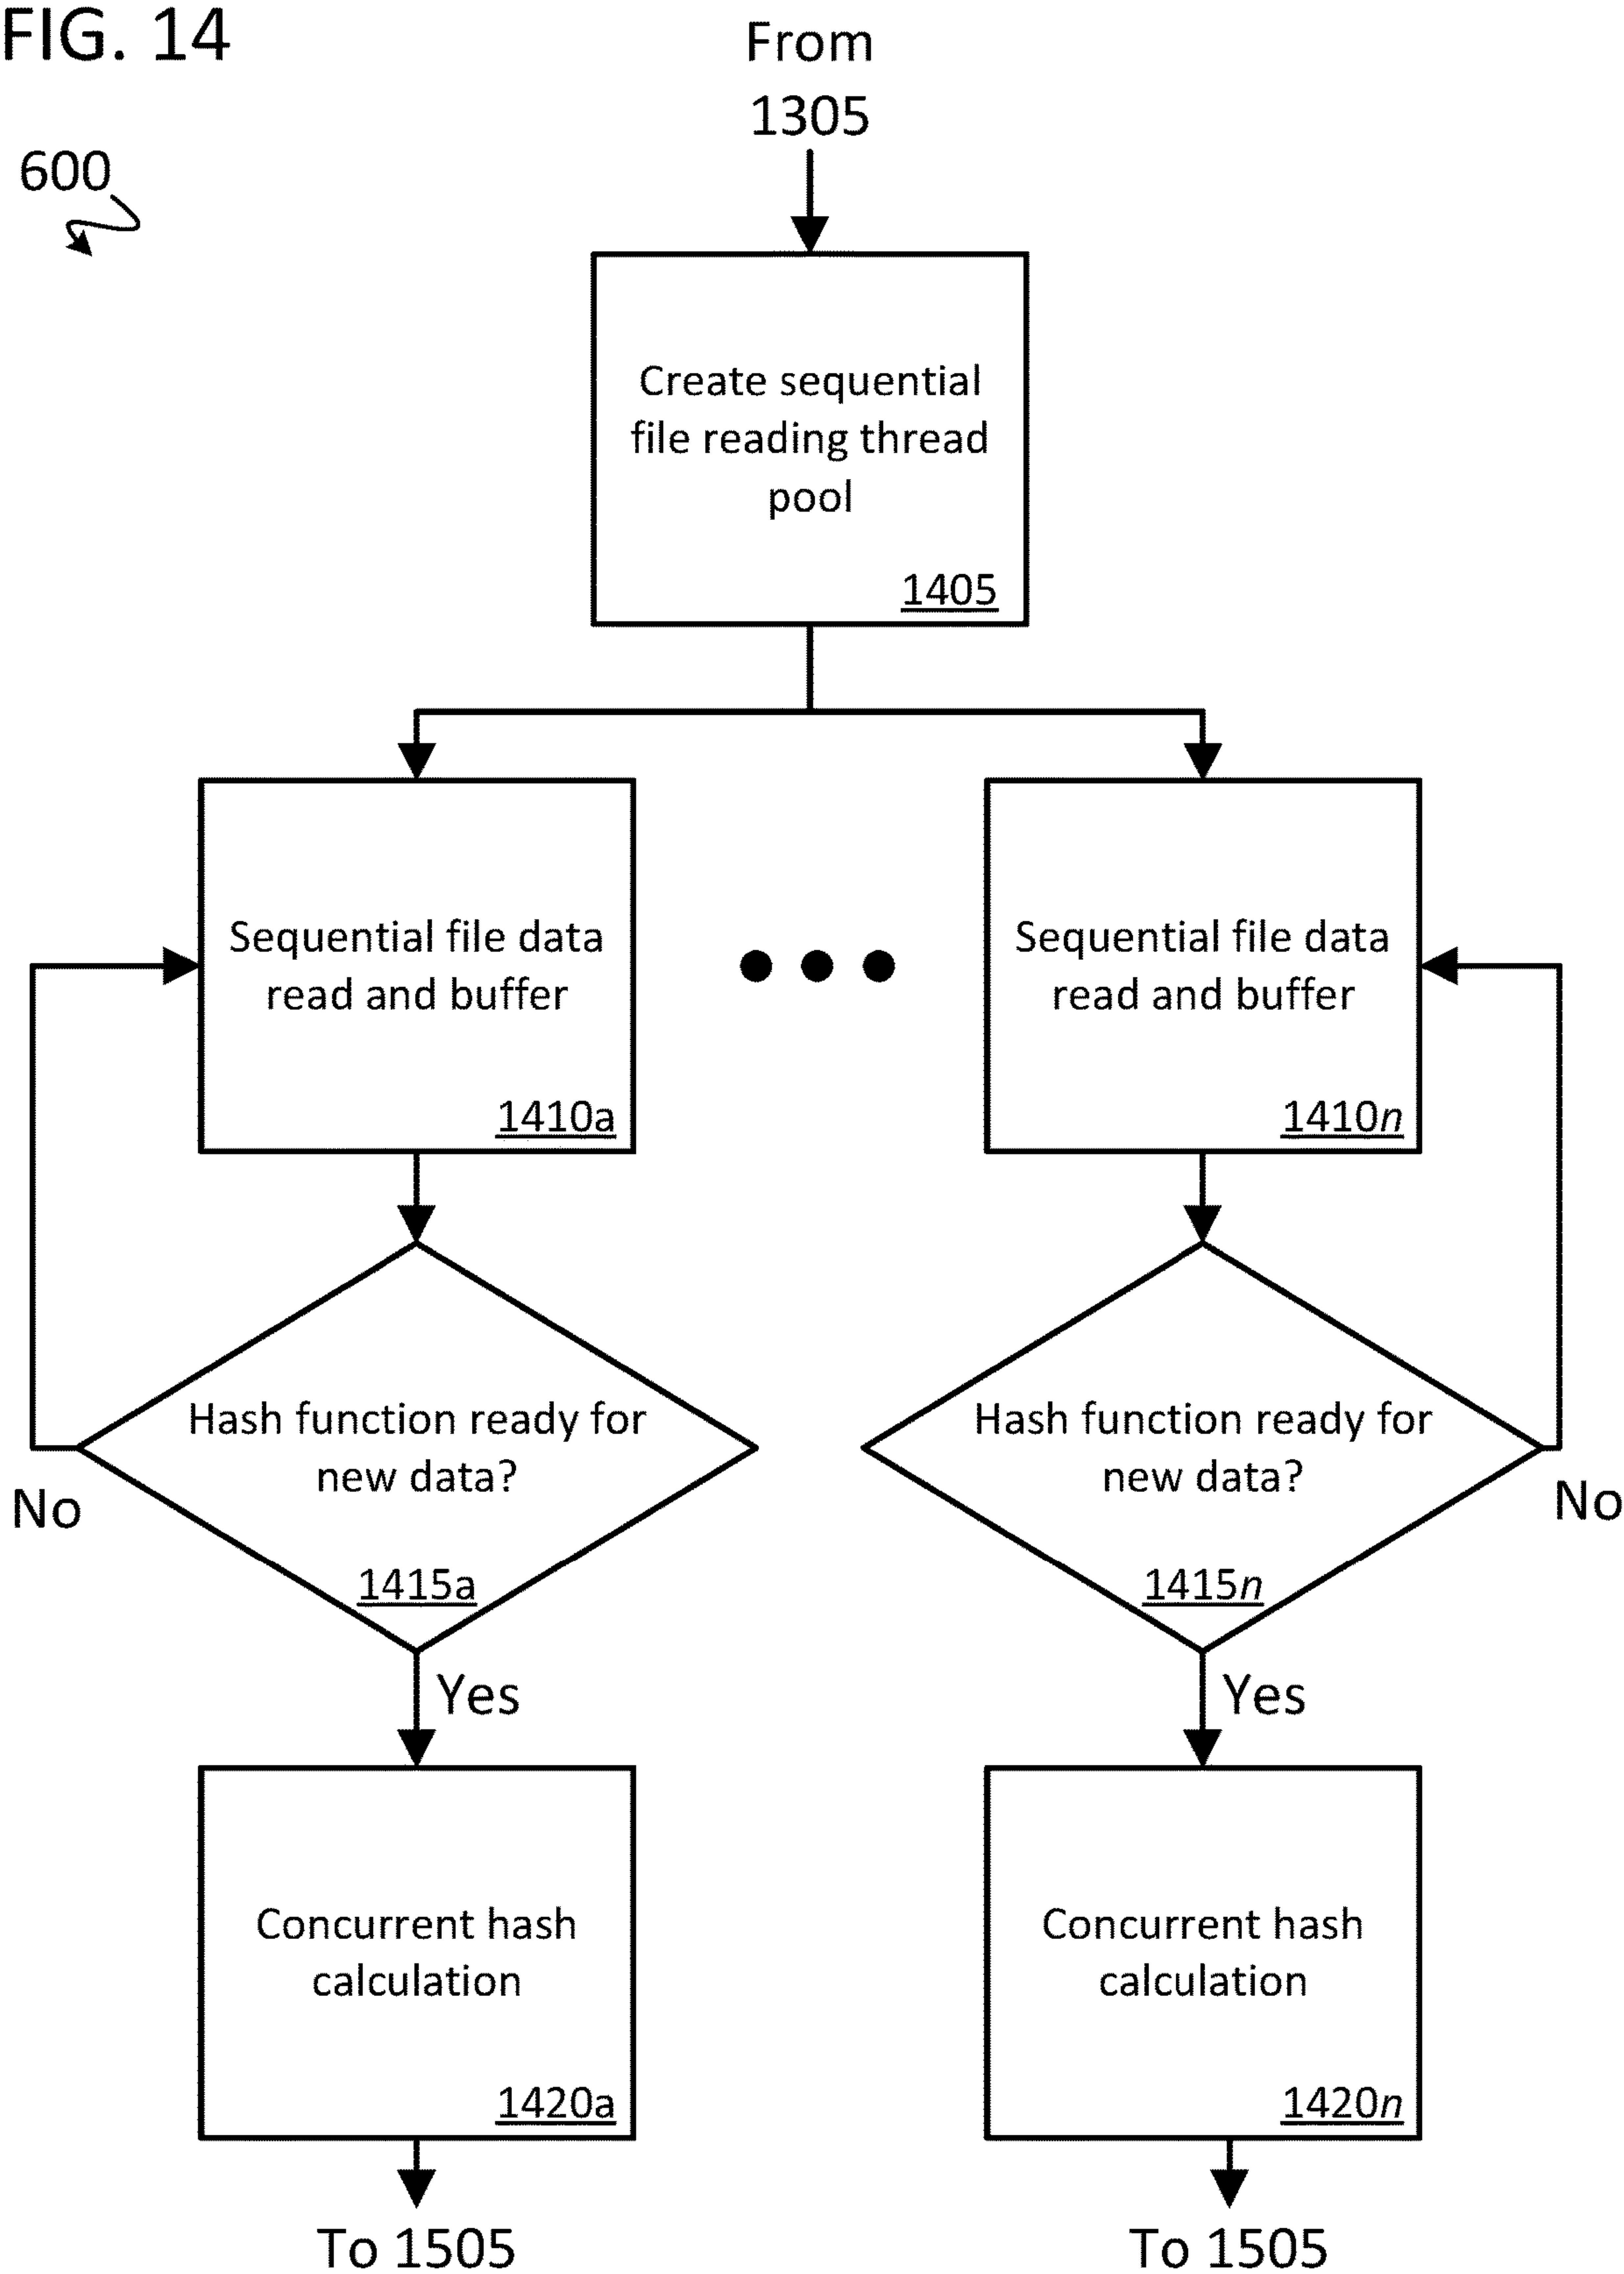 FIG. 14
From
1305
600
Create sequential
file reading thread
pool
1405
Sequential file data
read and buffer
1410a
Sequential file data
read and buffer
1410n
Hash function ready for
new data?
1415a
No
Yes
Hash function ready for
new data?
1415n
No
Yes
Concurrent hash
calculation
1420a
Concurrent hash
calculation
1420n
To 1505
To 1505